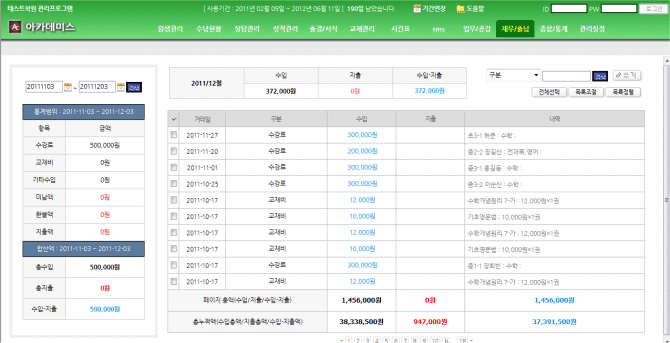 테스트학원 관리프로그램
[ 사용기간 : 2011년 02월 09일 ~ 2012년 06월 11일 ] 190일 남았습니다.
기간연장 도움말 ID PW 로그인
아카데미스
원생관리 수납현황 상담관리 성적관리 출결/서식 교재관리 시간표 sms 업무/공감 재무/출납 종합/통계 관리설정
20111103 ~ 20111203 검색
통계범위 : 2011-11-03 ~ 2011-12-03
항목 금액
수강료 500,000원
교재비 0원
기타수입 0원
미납액 0원
환불액 0원
지출액 0원
합산액 : 2011-11-03 ~ 2011-12-03
총수입 500,000원
총지출 0원
수입-지출 500,000원
2011/12월 수입 지출 수입-지출
372,000원 0원 372,000원
구분 검색 쓰기
전체선택 목록조절 목록정렬
거래일 구분 수입 지출 내역
2011-11-27 수강료 300,000원 초3-1 허준 : 수학 :
2011-11-20 수강료 200,000원 중2-2 장길산 : 전과목,영어 :
2011-11-01 수강료 300,000원 중3-1 홍길동 : 수학 :
2011-10-25 수강료 300,000원 중3-2 이순신 : 수학 :
2011-10-17 교재비 12,000원 수학개념원리 7-가 : 12,000원×1권
2011-10-17 교재비 10,000원 기초영문법 : 10,000원×1권
2011-10-17 교재비 12,000원 수학개념원리 7-가 : 12,000원×1권
2011-10-17 교재비 10,000원 기초영문법 : 10,000원×1권
2011-10-17 수강료 300,000원 중1-1 장희빈 : 수학 :
2011-10-17 교재비 12,000원 수학개념원리 7-가 : 12,000원×1권
페이지 총액(수입/지출/수입-지출) 1,456,000원 0원 1,456,000원
총누적액(수입총액/지출총액/수입-지출액) 38,338,500원 947,000원 37,391,500원
1 2 3 4 5 6 7 8 9 10 18